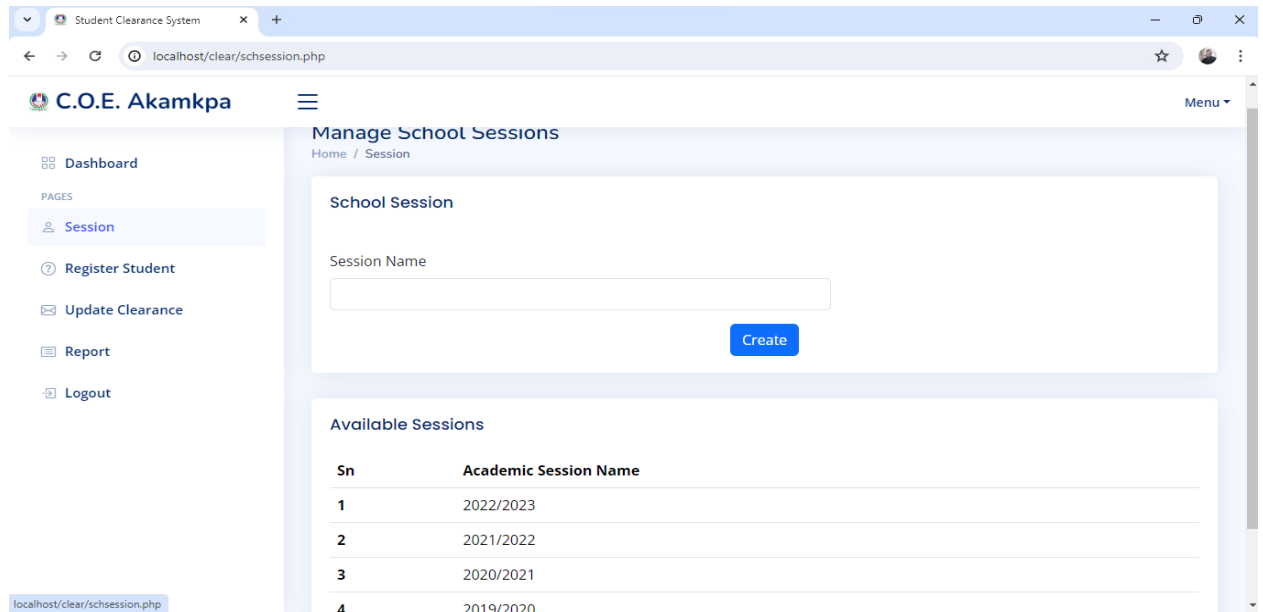 Student Clearance System
localhost/clear/schsession.php
C.O.E. Akamkpa
Menu
Dashboard
PAGES
Session
Register Student
Update Clearance
Report
Logout
Manage School Sessions
Home / Session
School Session
Session Name
Create
Available Sessions
Sn Academic Session Name
1 2022/2023
2 2021/2022
3 2020/2021
4 2019/2020
localhost/clear/schsession.php